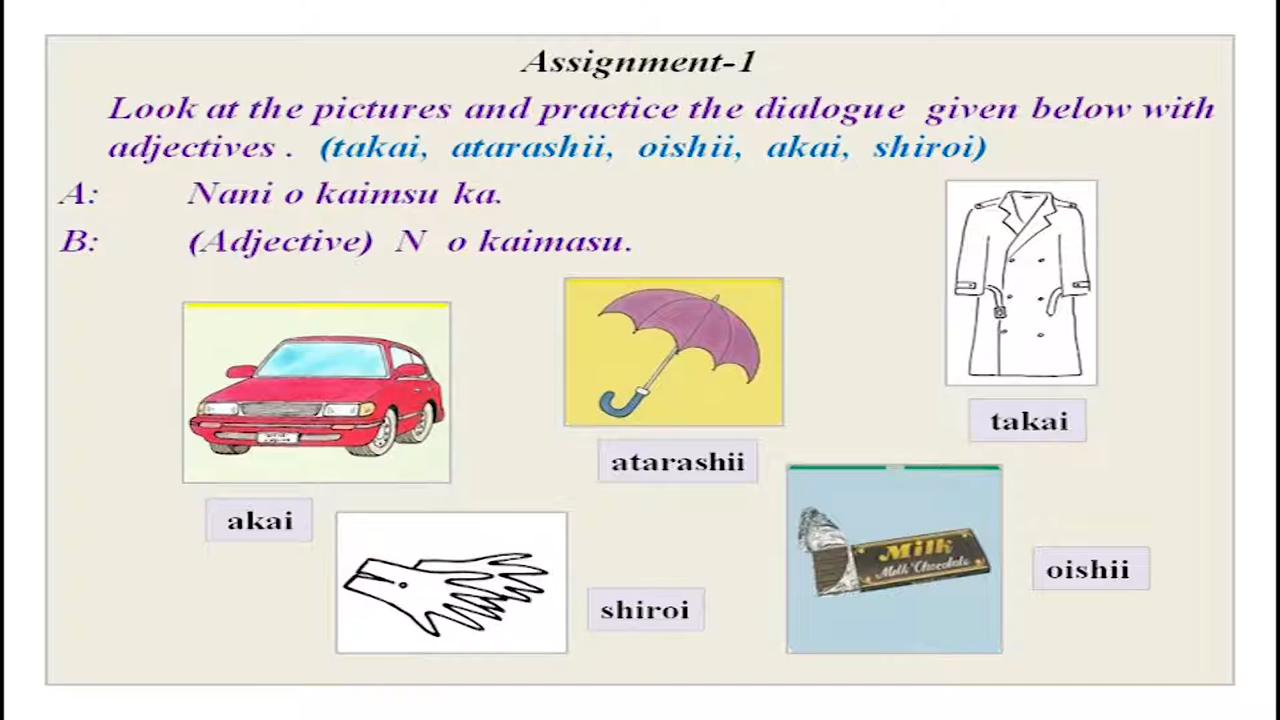 Assignment-1
Look at the pictures and practice the dialogue given below with
adjectives . (takai, atarashii, oishii, akai, shiroi)
A: Nani o kaimsu ka.
B: (Adjective) N o kaimasu.
takai
atarashii
akai
Milk
Milk Chocolate
oishii
shiroi